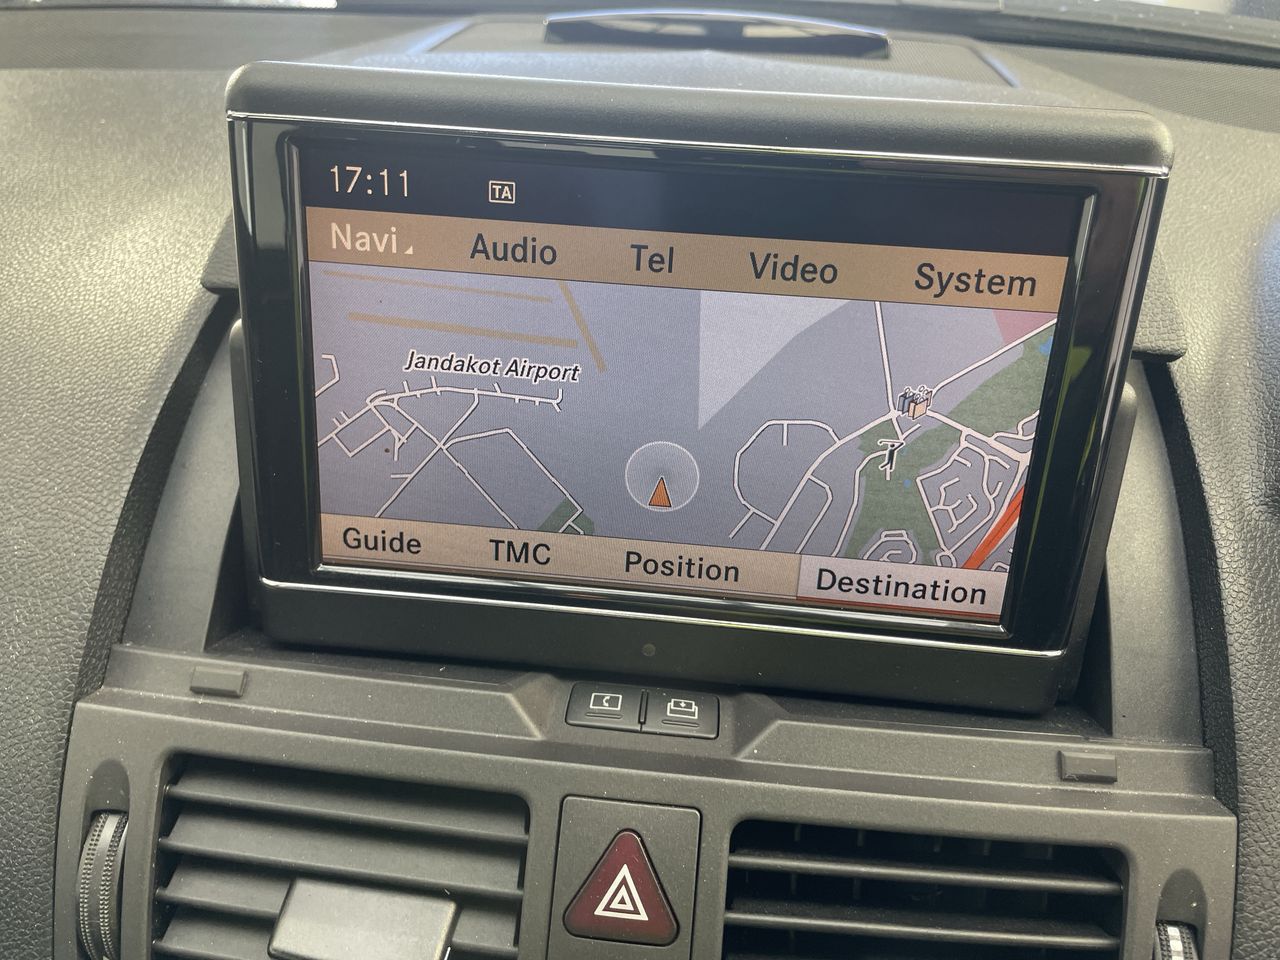 17:11 TA
Navi Audio Tel Video System
Jandakot Airport
Guide TMC Position Destination